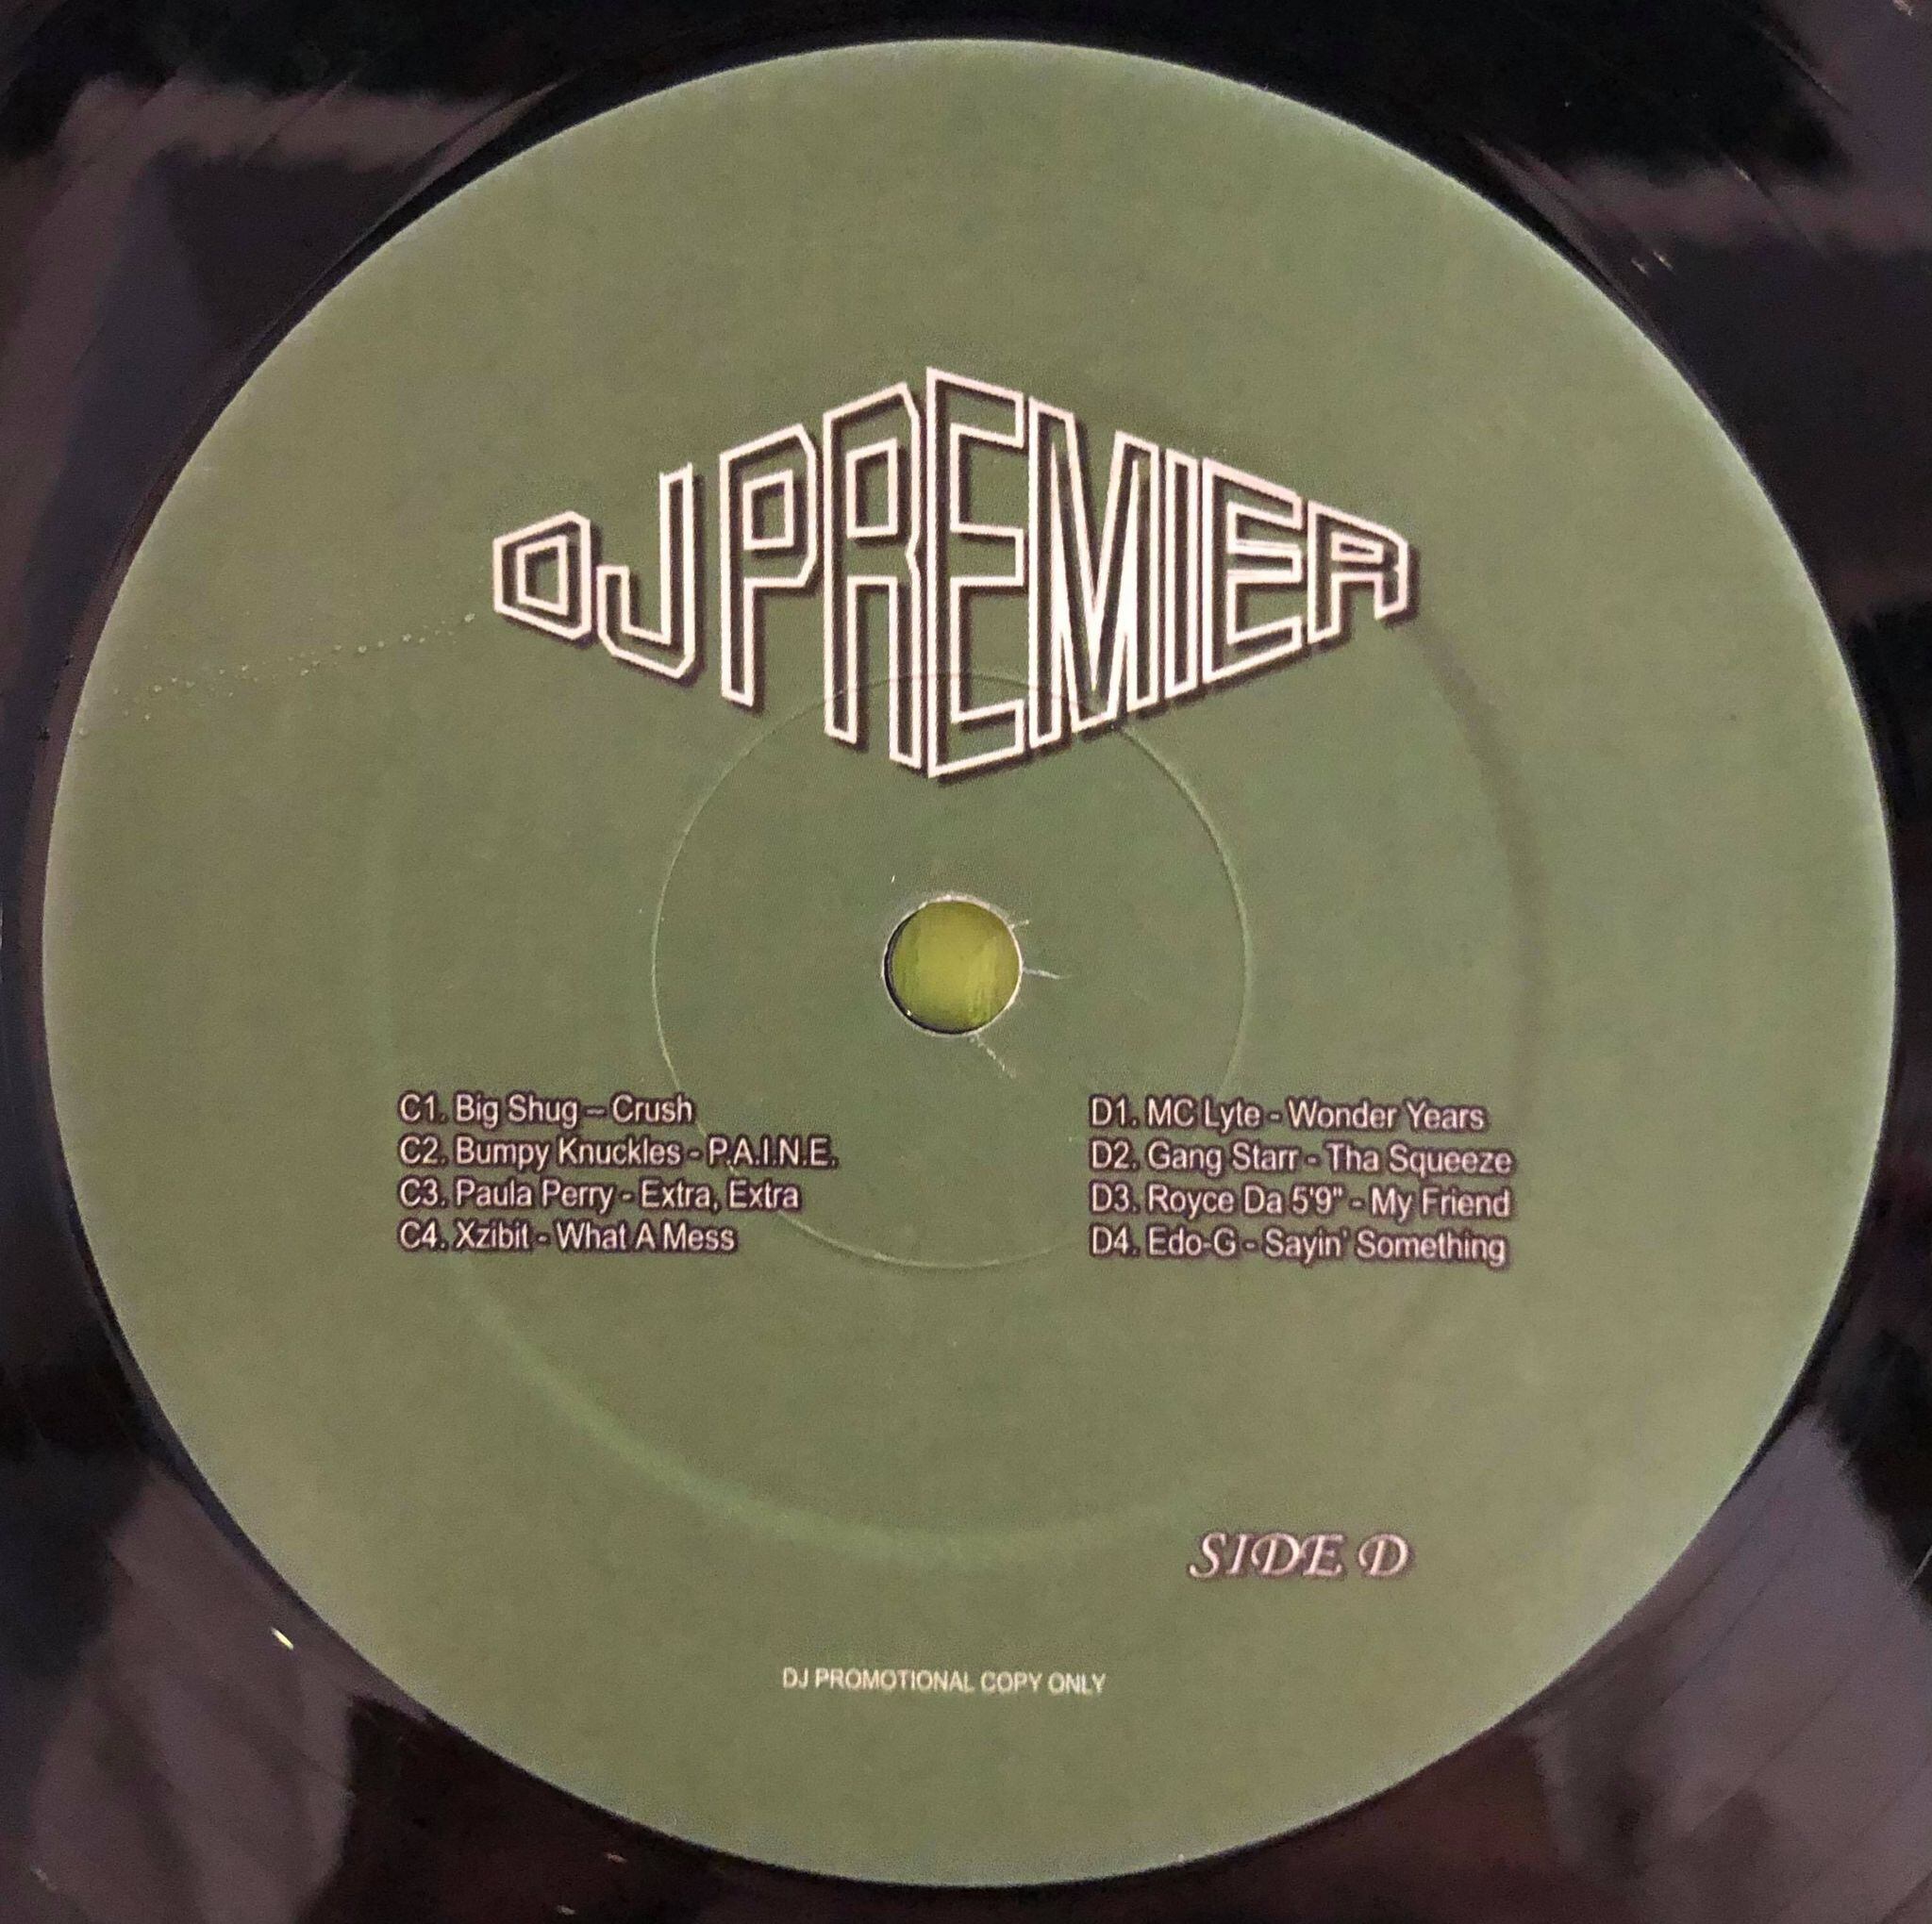 DJ PREMIER
C1. Big Shug – Crush
C2. Bumpy Knuckles - P.A.I.N.E.
C3. Paula Perry - Extra, Extra
C4. Xzibit - What A Mess
D1. MC Lyte - Wonder Years
D2. Gang Starr - Tha Squeeze
D3. Royce Da 5'9" - My Friend
D4. Edo-G - Sayin' Something
SIDE D
DJ PROMOTIONAL COPY ONLY